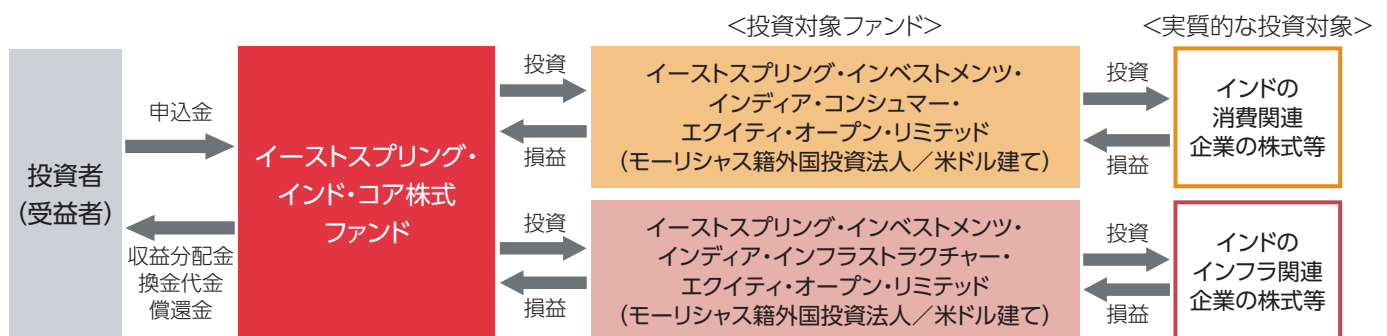 ＜投資対象ファンド＞
＜実質的な投資対象＞
投資者
(受益者)
申込金
収益分配金
換金代金
償還金
イーストスプリング・
インド・コア株式
ファンド
投資
損益
イーストスプリング・インベストメンツ・
インディア・コンシュマー・
エクイティ・オープン・リミテッド
(モーリシャス籍外国投資法人／米ドル建て)
投資
損益
インドの
消費関連
企業の株式等
投資
損益
イーストスプリング・インベストメンツ・
インディア・インフラストラクチャー・
エクイティ・オープン・リミテッド
(モーリシャス籍外国投資法人／米ドル建て)
投資
損益
インドの
インフラ関連
企業の株式等